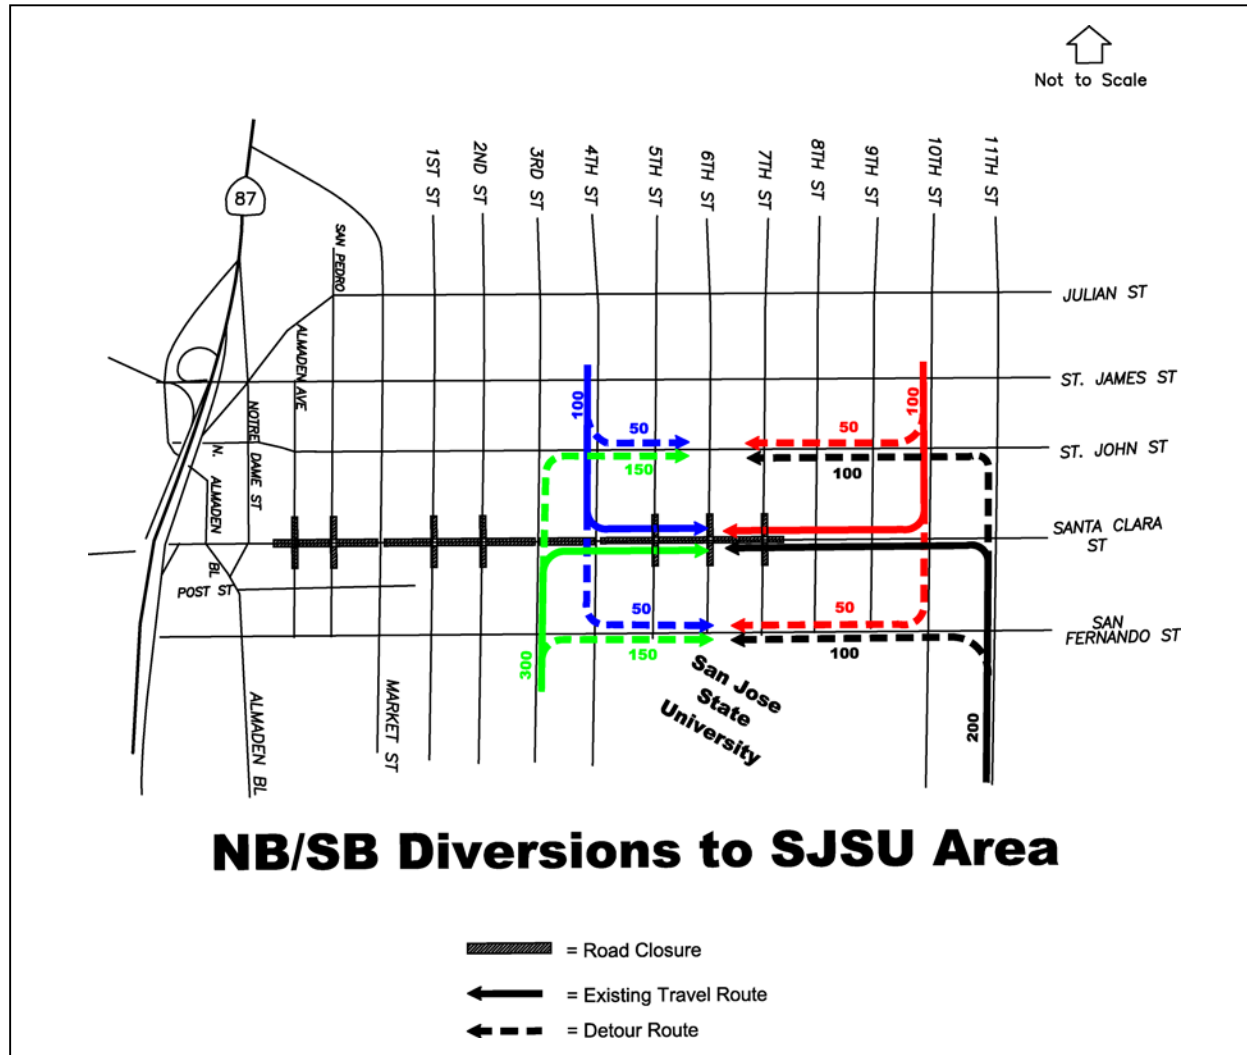 Not to Scale
87
SAN PEDRO
1ST ST
2ND ST
3RD ST
4TH ST
5TH ST
6TH ST
7TH ST
8TH ST
9TH ST
10TH ST
11TH ST
JULIAN ST
ALMADEN AVE
ST. JAMES ST
100
100
NOTRE DAME ST
50
50
ST. JOHN ST
150
100
N. ALMADEN BL
SANTA CLARA
ST
POST ST
50
50
SAN
FERNANDO ST
150
100
300
San Jose
State
University
200
ALMADEN BL
MARKET ST
NB/SB Diversions to SJSU Area
= Road Closure
= Existing Travel Route
= Detour Route